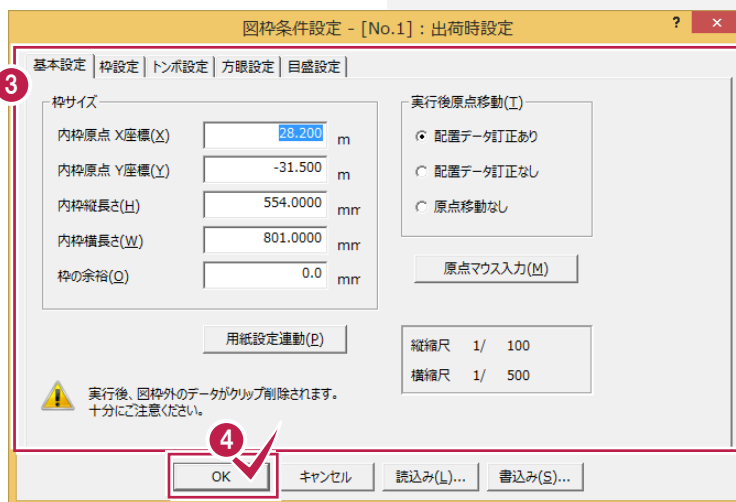 図枠条件設定 - [No.1] : 出荷時設定 ? ×
3
基本設定 枠設定 トンボ設定 方眼設定 目盛設定
枠サイズ
内枠原点 X座標(X) 28.200 m
内枠原点 Y座標(Y) -31.500 m
内枠縦長さ(H) 554.0000 mm
内枠横長さ(W) 801.0000 mm
枠の余裕(O) 0.0 mm
用紙設定連動(P)
実行後原点移動(T)
配置データ訂正あり
配置データ訂正なし
原点移動なし
原点マウス入力(M)
縦縮尺 1/ 100
横縮尺 1/ 500
実行後、図枠外のデータがクリップ削除されます。
十分にご注意ください。
4
OK キャンセル 読込み(L)... 書込み(S)...